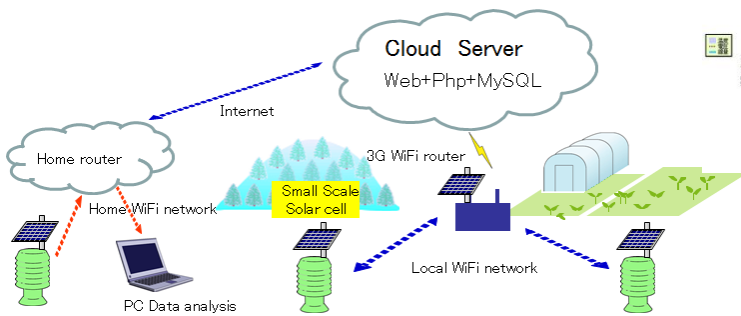 Cloud Server
Web+Php+MySQL
Internet
Home router
3G WiFi router
Small Scale
Solar cell
Home WiFi network
Local WiFi network
PC Data analysis